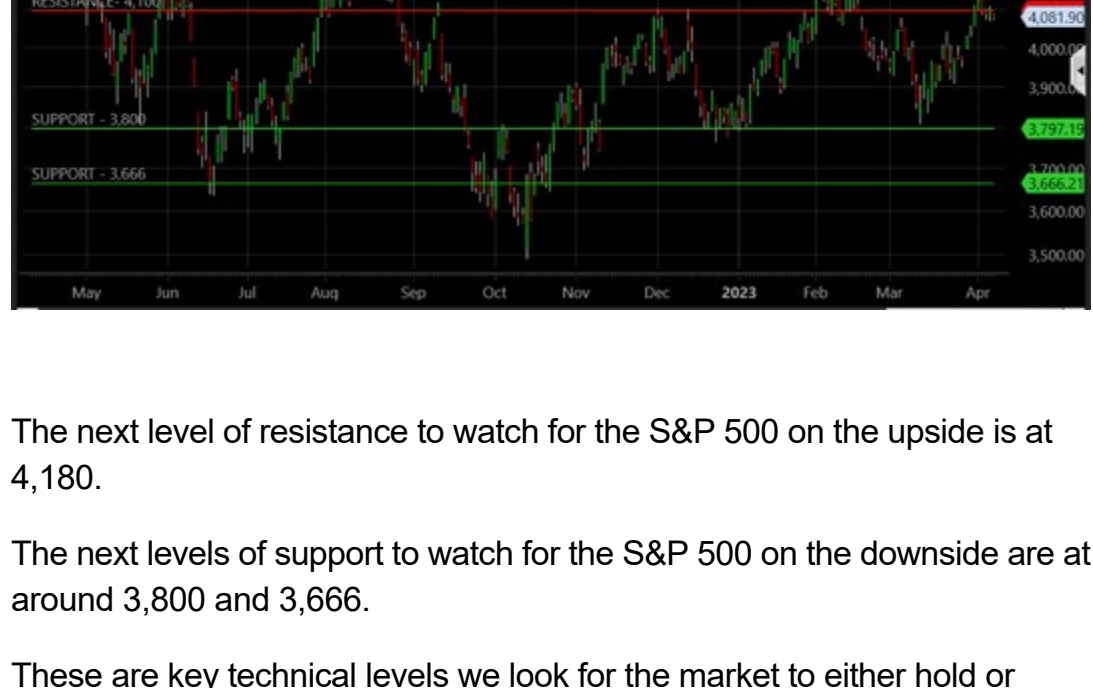 RESISTANCE- 4,100
4,081.90
4,000.00
3,900.
SUPPORT - 3,800
3,797.19
3,700.00
SUPPORT - 3,666
3,666.21
3,600.00
3,500.00
May Jun Jul Aug Sep Oct Nov Dec 2023 Feb Mar Apr
The next level of resistance to watch for the S&P 500 on the upside is at
4,180.
The next levels of support to watch for the S&P 500 on the downside are at
around 3,800 and 3,666.
These are key technical levels we look for the market to either hold or